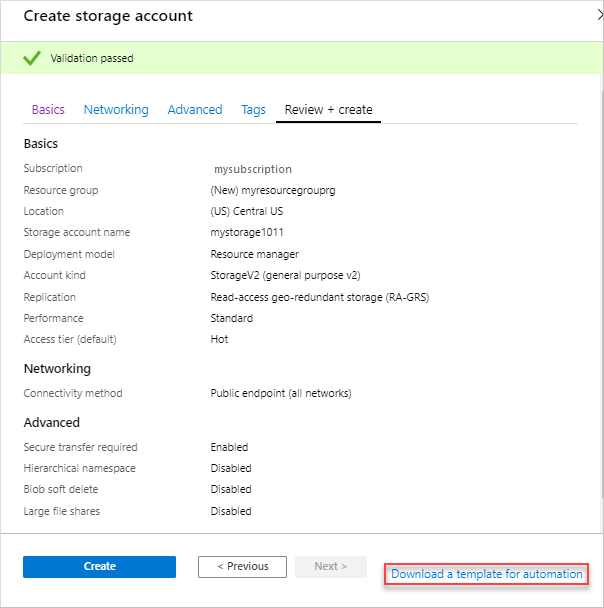 Create storage account
Validation passed
Basics Networking Advanced Tags Review + create
Basics
Subscription mysubscription
Resource group (New) myresourcegrouprg
Location (US) Central US
Storage account name mystorage1011
Deployment model Resource manager
Account kind StorageV2 (general purpose v2)
Replication Read-access geo-redundant storage (RA-GRS)
Performance Standard
Access tier (default) Hot
Networking
Connectivity method Public endpoint (all networks)
Advanced
Secure transfer required Enabled
Hierarchical namespace Disabled
Blob soft delete Disabled
Large file shares Disabled
Create < Previous Next > Download a template for automation